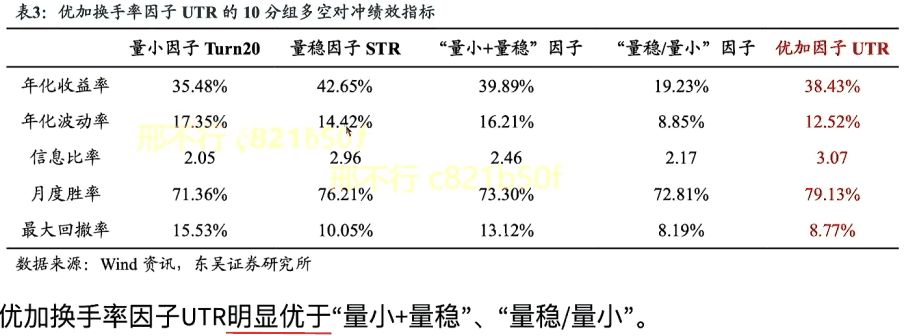 表3：优加换手率因子 UTR 的 10 分组多空对冲绩效指标
量小因子 Turn20 量稳因子 STR “量小+量稳”因子 “量稳/量小”因子 优加因子 UTR
年化收益率 35.48% 42.65% 39.89% 19.23% 38.43%
年化波动率 17.35% 14.42% 16.21% 8.85% 12.52%
信息比率 2.05 2.96 2.46 2.17 3.07
月度胜率 71.36% 76.21% 73.30% 72.81% 79.13%
最大回撤率 15.53% 10.05% 13.12% 8.19% 8.77%
邢不行 c821b50f
邢不行 c821b50f
数据来源：Wind 资讯，东吴证券研究所
优加换手率因子UTR明显优于“量小+量稳”、“量稳/量小”。